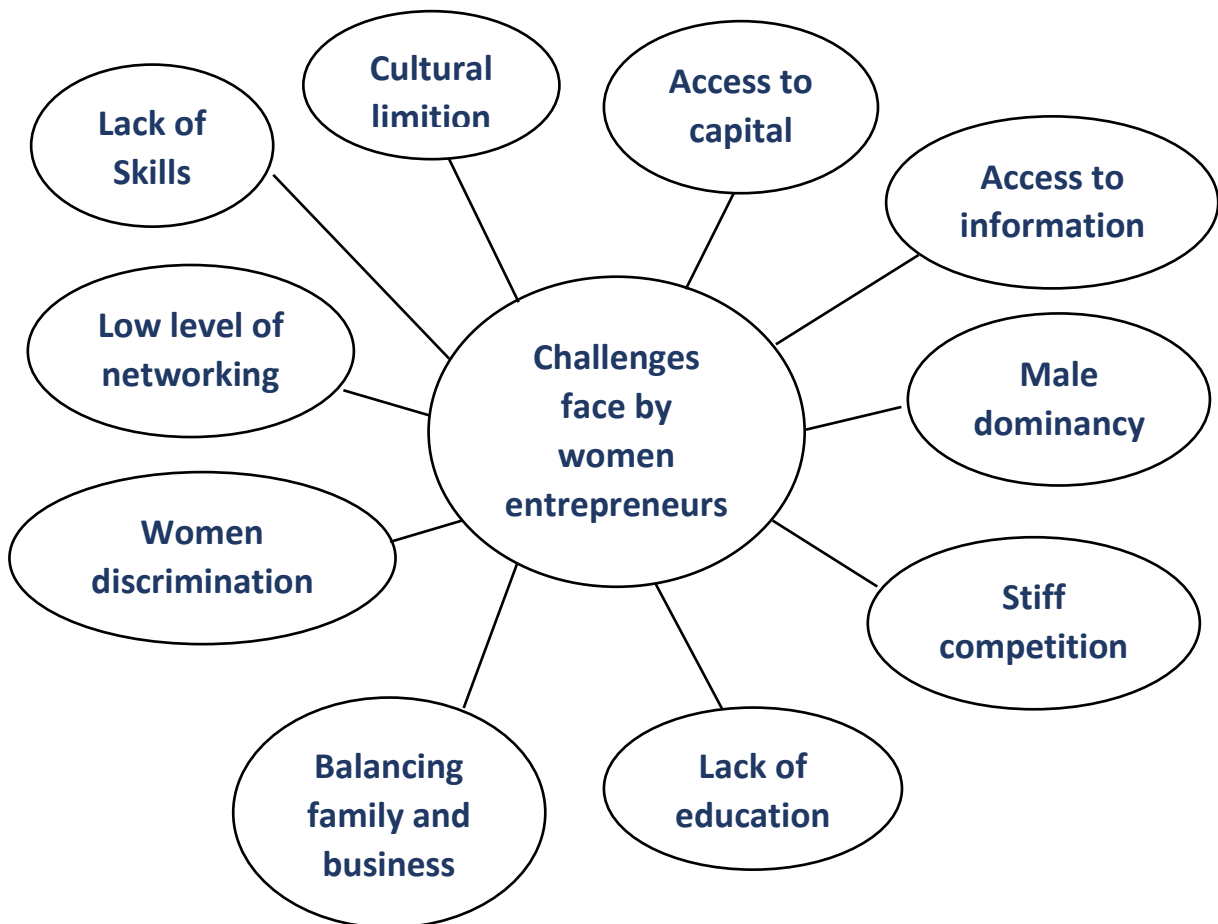 Cultural
limition
Access to
capital
Lack of
Skills
Access to
information
Low level of
networking
Challenges
face by
women
entrepreneurs
Male
dominancy
Women
discrimination
Stiff
competition
Balancing
family and
business
Lack of
education